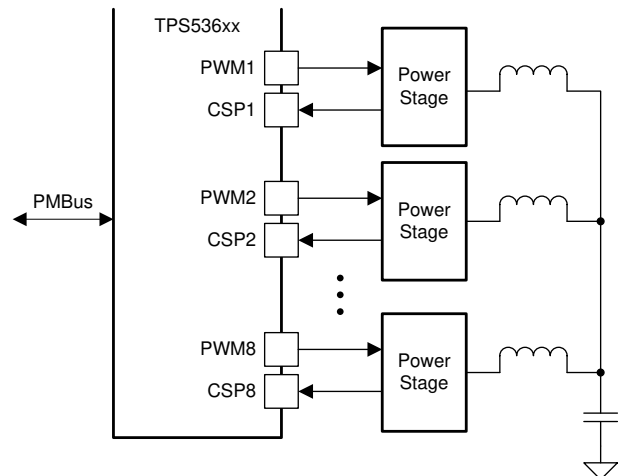 TPS536xx
PWM1
CSP1
Power
Stage
PMBus
PWM2
CSP2
Power
Stage
PWM8
CSP8
Power
Stage